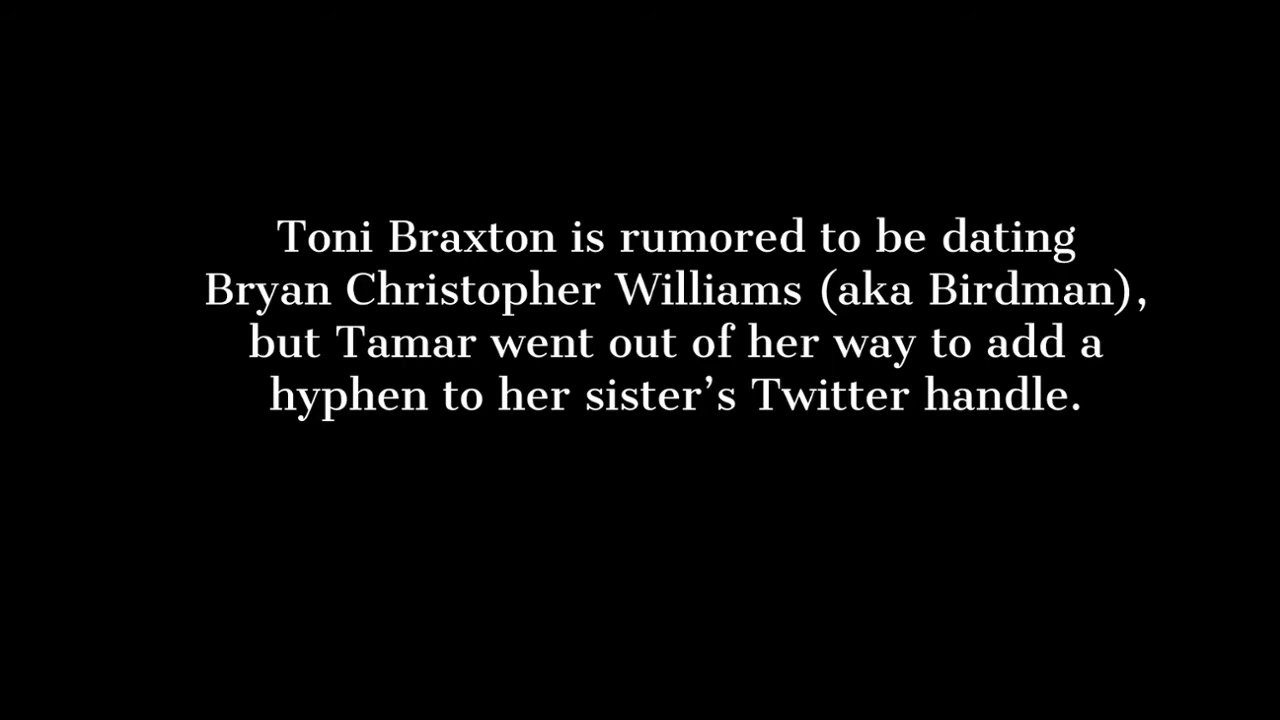 Toni Braxton is rumored to be dating
Bryan Christopher Williams (aka Birdman),
but Tamar went out of her way to add a
hyphen to her sister’s Twitter handle.